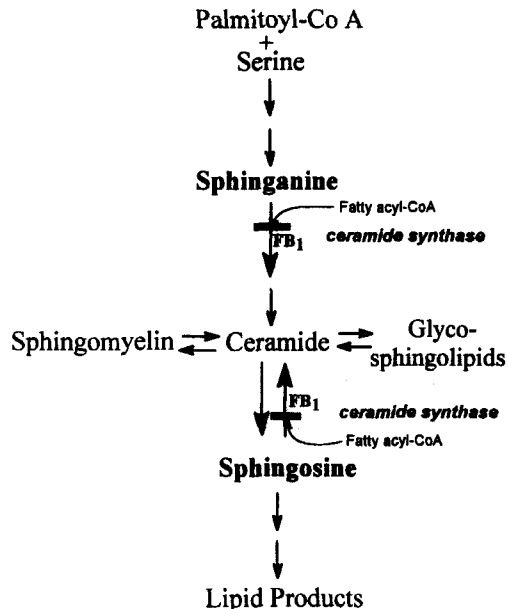 Palmitoyl-Co A
+
Serine
Sphinganine
Fatty acyl-CoA
FB1
ceramide synthase
Sphingomyelin
Ceramide
Glyco-
sphingolipids
FB1
ceramide synthase
Fatty acyl-CoA
Sphingosine
Lipid Products